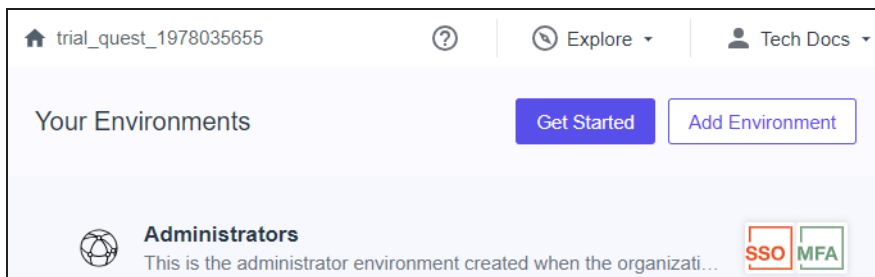 trial_quest_1978035655
Explore
Tech Docs
Your Environments
Get Started
Add Environment
Administrators
This is the administrator environment created when the organizati...
SSO
MFA